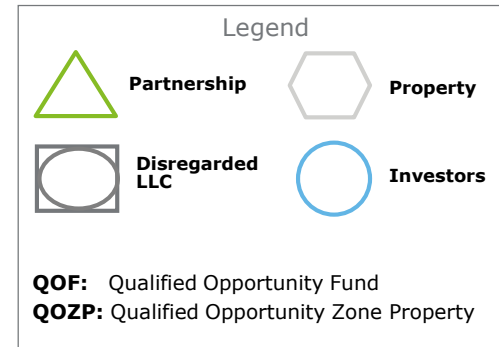 Legend
Partnership
Property
Disregarded
LLC
Investors
QOF: Qualified Opportunity Fund
QOZP: Qualified Opportunity Zone Property